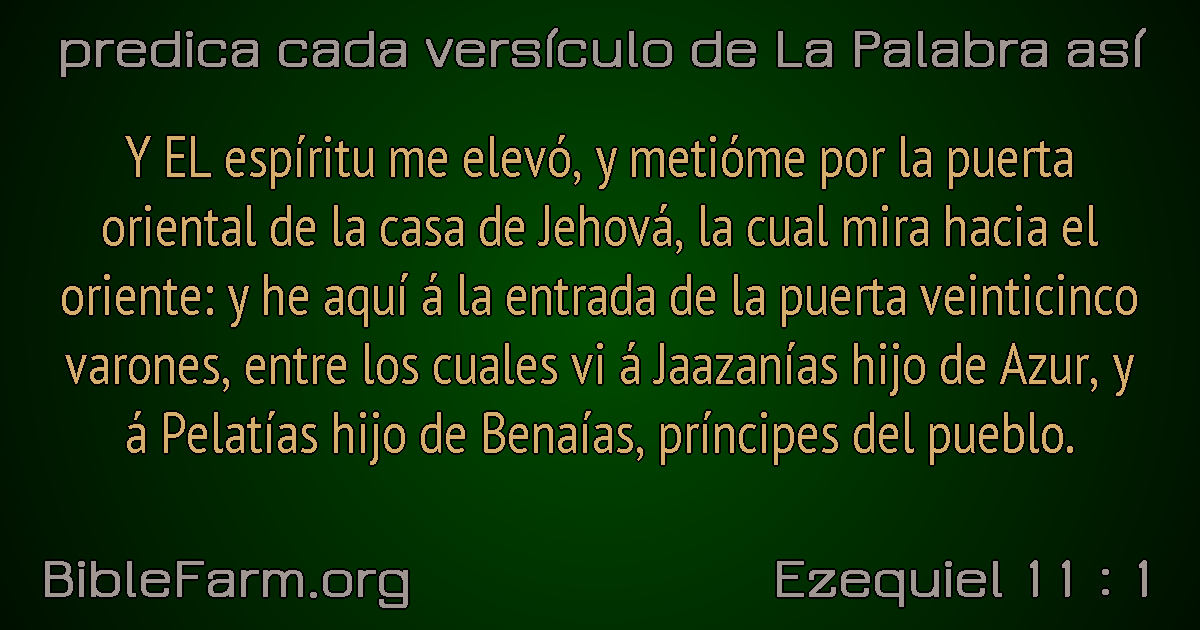 predica cada versículo de La Palabra así
Y EL espíritu me elevó, y metióme por la puerta
oriental de la casa de Jehová, la cual mira hacia el
oriente: y he aquí á la entrada de la puerta veinticinco
varones, entre los cuales vi á Jaazanías hijo de Azur, y
á Pelatías hijo de Benaías, príncipes del pueblo.
BibleFarm.org
Ezequiel 11 : 1